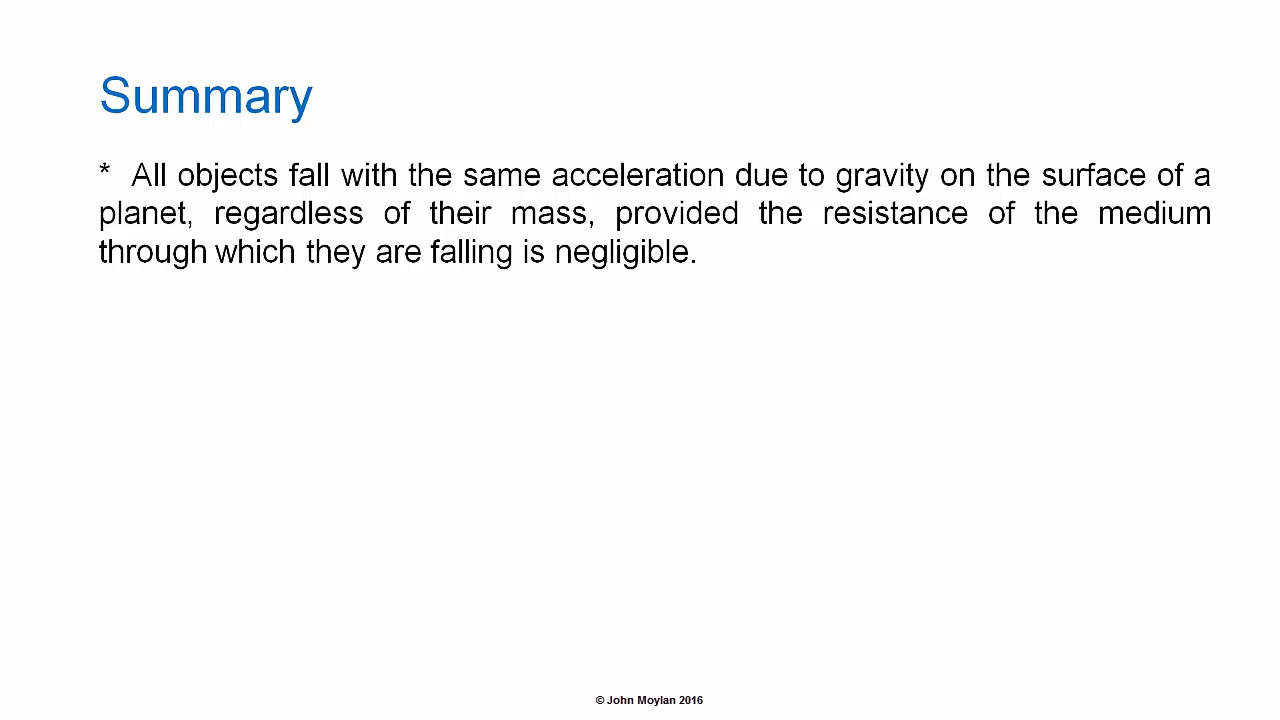 Summary
* All objects fall with the same acceleration due to gravity on the surface of a
planet, regardless of their mass, provided the resistance of the medium
through which they are falling is negligible.
© John Moylan 2016